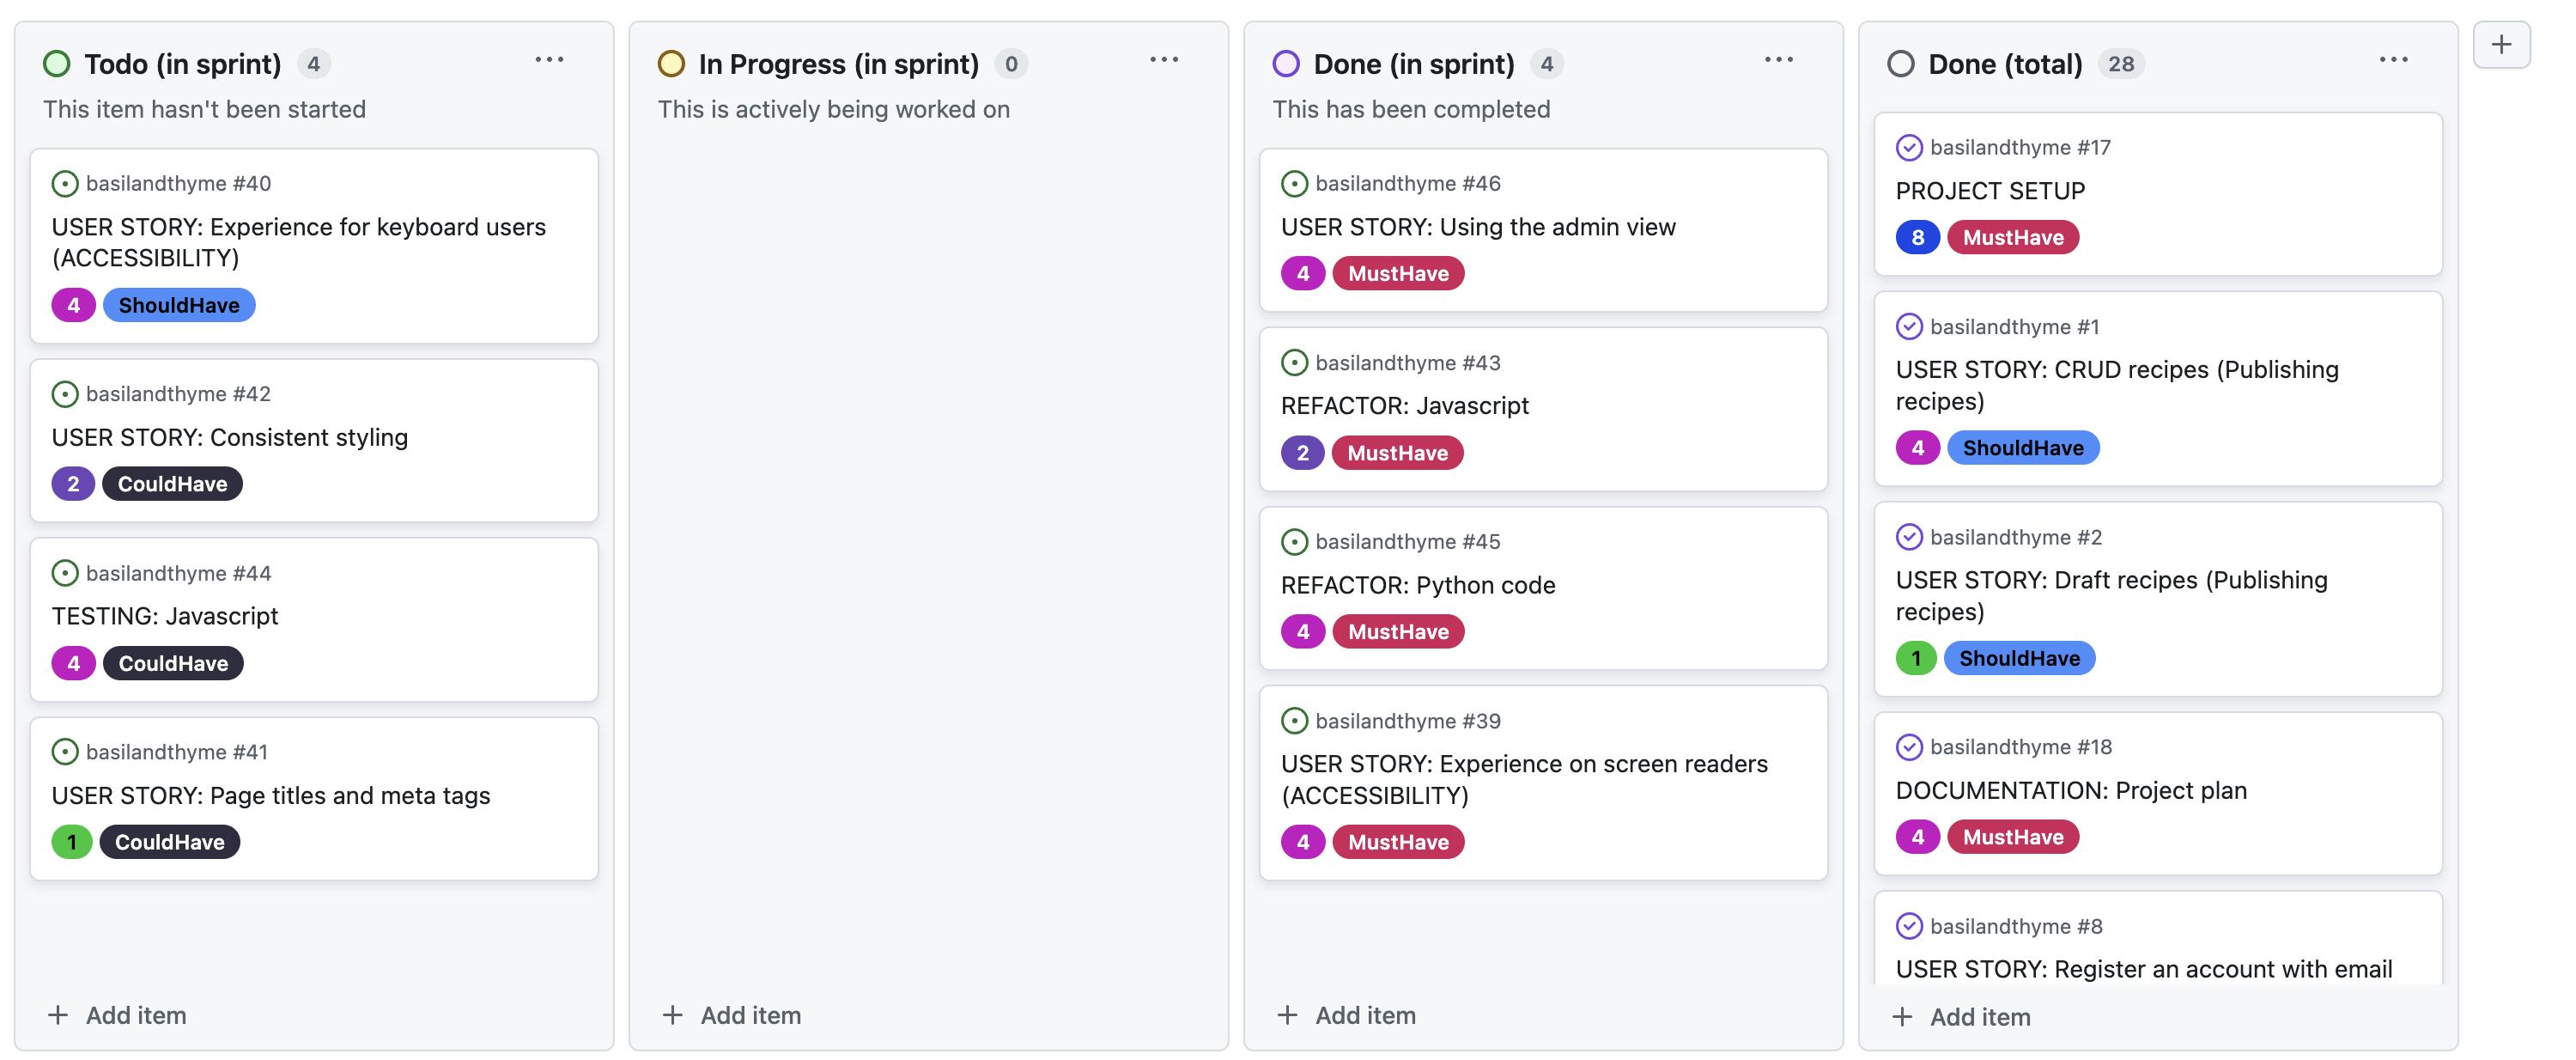 Todo (in sprint) 4
This item hasn't been started
basilandthyme #40
USER STORY: Experience for keyboard users
(ACCESSIBILITY)
4 ShouldHave
basilandthyme #42
USER STORY: Consistent styling
2 CouldHave
basilandthyme #44
TESTING: Javascript
4 CouldHave
basilandthyme #41
USER STORY: Page titles and meta tags
1 CouldHave
+ Add item
In Progress (in sprint) 0
This is actively being worked on
+ Add item
Done (in sprint) 4
This has been completed
basilandthyme #46
USER STORY: Using the admin view
4 MustHave
basilandthyme #43
REFACTOR: Javascript
2 MustHave
basilandthyme #45
REFACTOR: Python code
4 MustHave
basilandthyme #39
USER STORY: Experience on screen readers
(ACCESSIBILITY)
4 MustHave
+ Add item
Done (total) 28
basilandthyme #17
PROJECT SETUP
8 MustHave
basilandthyme #1
USER STORY: CRUD recipes (Publishing
recipes)
4 ShouldHave
basilandthyme #2
USER STORY: Draft recipes (Publishing
recipes)
1 ShouldHave
basilandthyme #18
DOCUMENTATION: Project plan
4 MustHave
basilandthyme #8
USER STORY: Register an account with email
+ Add item